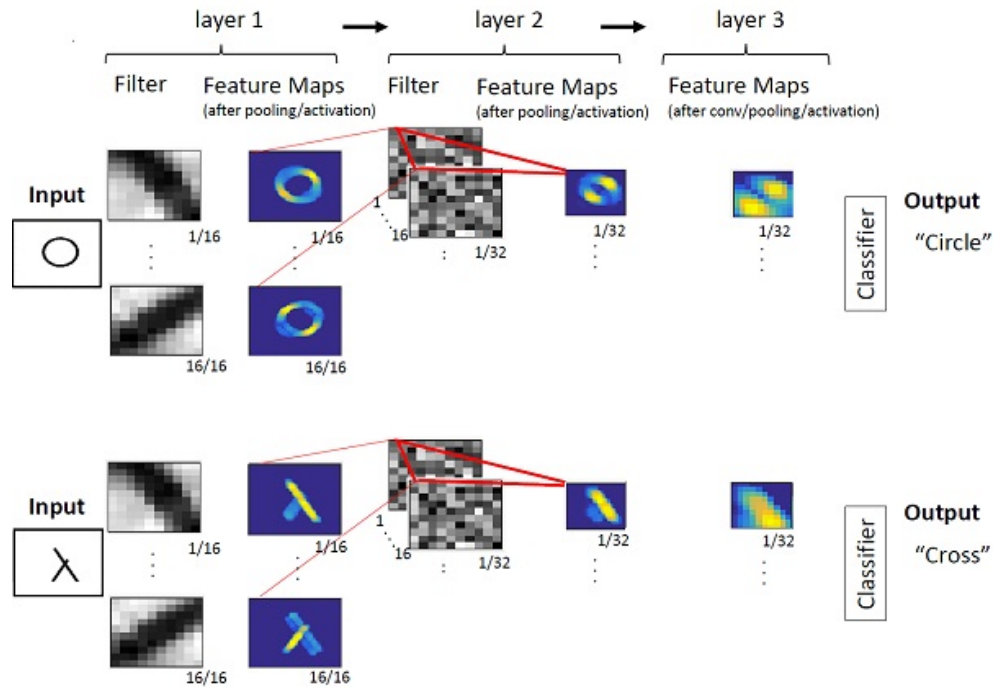 layer 1
layer 2
layer 3
Filter
Feature Maps
(after pooling/activation)
Filter
Feature Maps
(after pooling/activation)
Feature Maps
(after conv/pooling/activation)
Input
1/16
1/16
1
16
1/32
1/32
1/32
Classifier
Output
“Circle”
16/16
16/16
Input
1/16
1/16
1
16
1/32
1/32
1/32
Classifier
Output
“Cross”
16/16
16/16